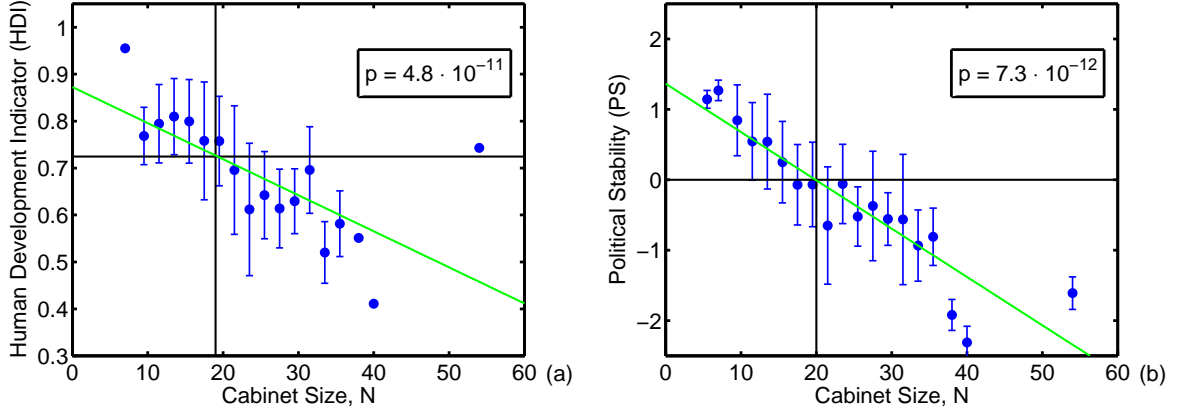 Human Development Indicator (HDI)
1
0.9
0.8
0.7
0.6
0.5
0.4
0.3
p = 4.8 · 10⁻¹¹
0 10 20 30 40 50 60 (a)
Cabinet Size, N
Political Stability (PS)
2
1
0
−1
−2
p = 7.3 · 10⁻¹²
0 10 20 30 40 50 60 (b)
Cabinet Size, N